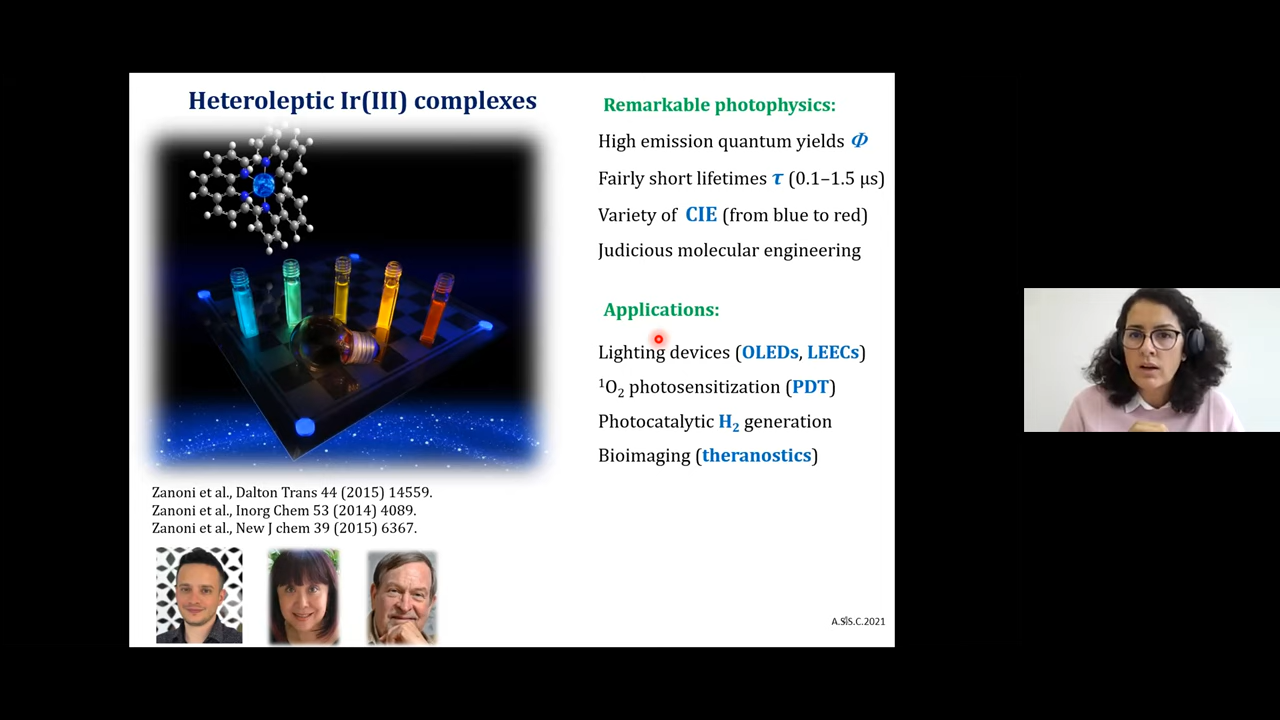 Heteroleptic Ir(III) complexes
Zanoni et al., Dalton Trans 44 (2015) 14559.
Zanoni et al., Inorg Chem 53 (2014) 4089.
Zanoni et al., New J chem 39 (2015) 6367.
Remarkable photophysics:
High emission quantum yields Φ
Fairly short lifetimes τ (0.1–1.5 μs)
Variety of CIE (from blue to red)
Judicious molecular engineering
Applications:
Lighting devices (OLEDs, LEECs)
¹O₂ photosensitization (PDT)
Photocatalytic H₂ generation
Bioimaging (theranostics)